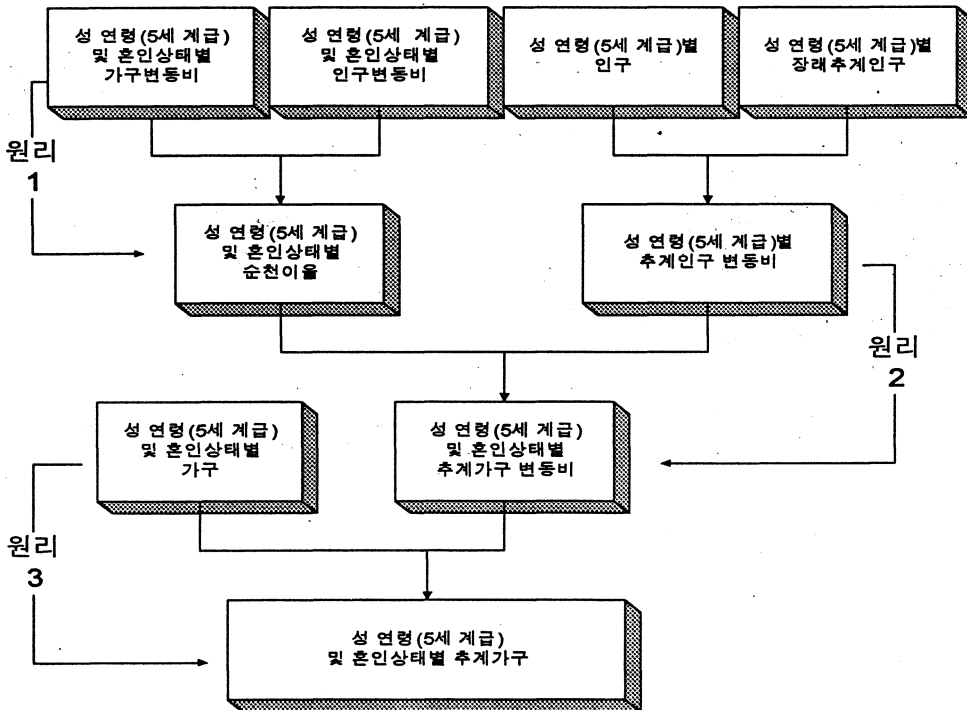 성 연령(5세 계급)
및 혼인상태별
가구변동비
성 연령(5세 계급)
및 혼인상태별
인구변동비
성 연령(5세 계급)별
인구
성 연령(5세 계급)별
장래추계인구
원리
1
성 연령(5세 계급)
및 혼인상태별
순천이율
성 연령(5세 계급)별
추계인구 변동비
원리
2
성 연령(5세 계급)
및 혼인상태별
가구
성 연령(5세 계급)
및 혼인상태별
추계가구 변동비
원리
3
성 연령(5세 계급)
및 혼인상태별 추계가구